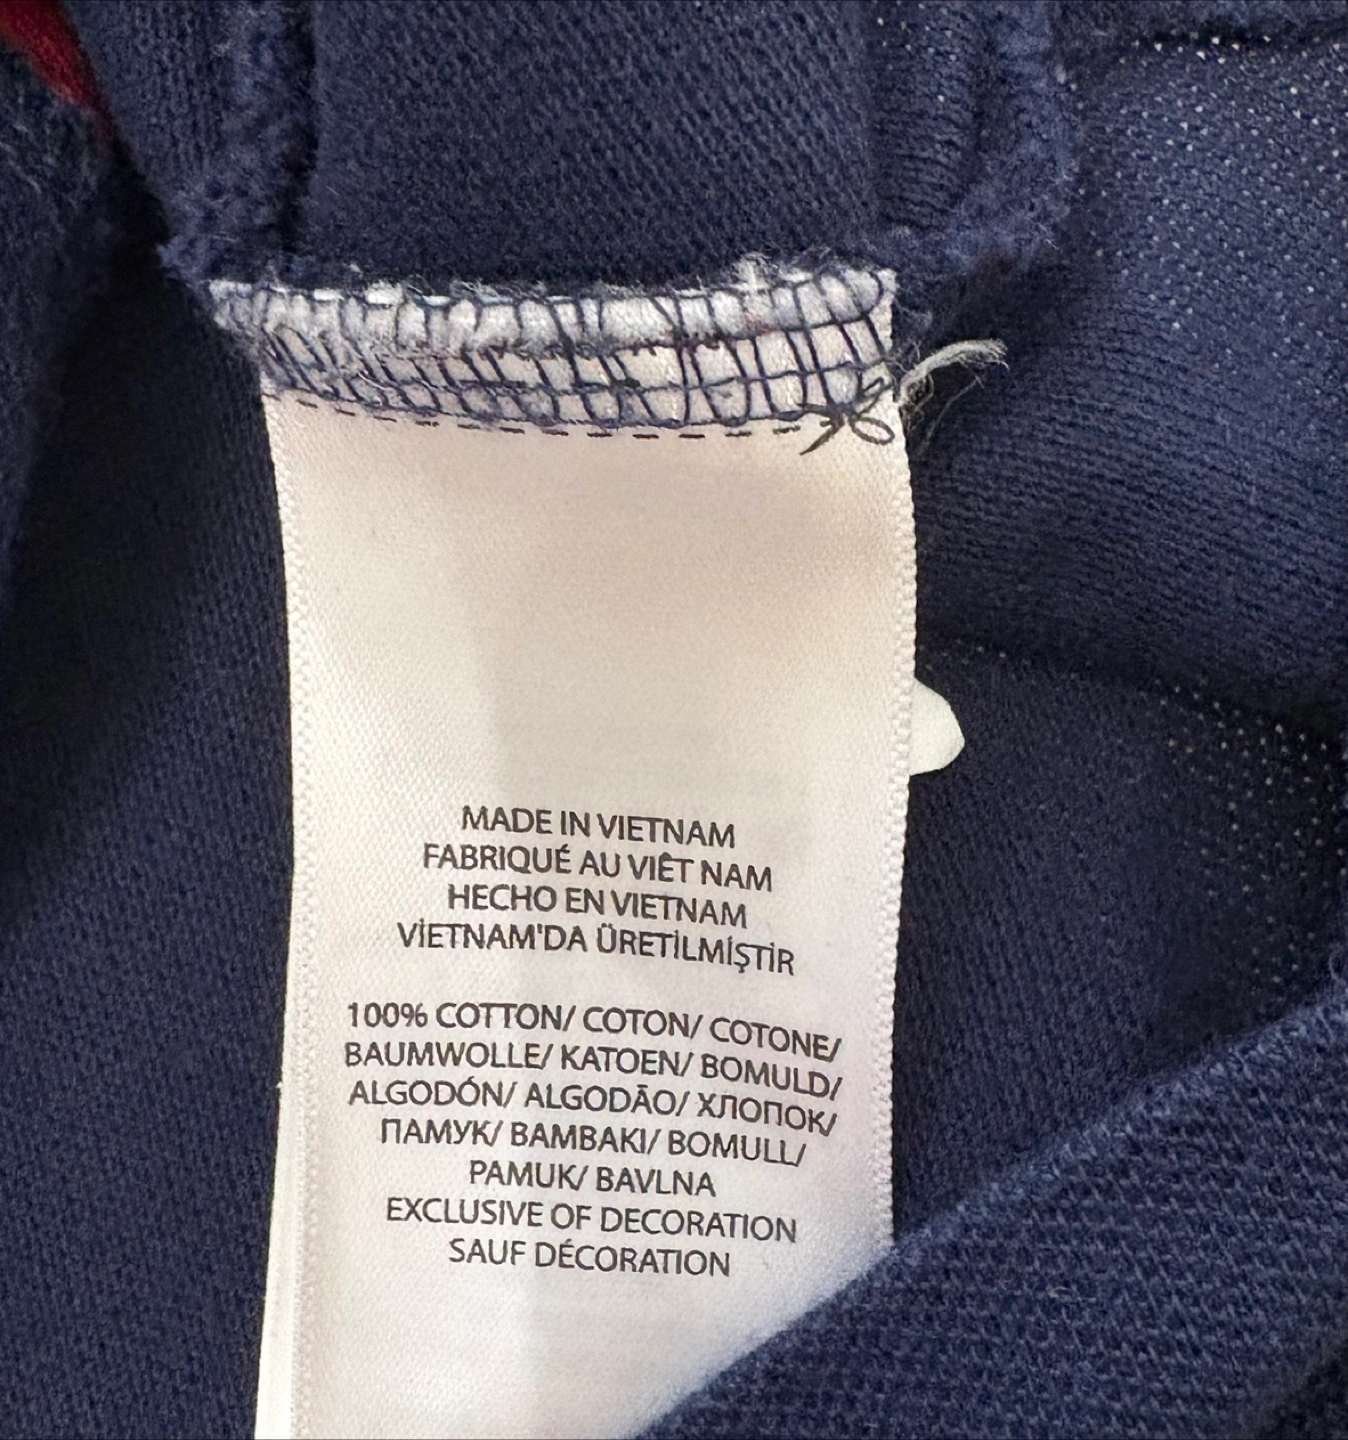 MADE IN VIETNAM
FABRIQUÉ AU VIÊT NAM
HECHO EN VIETNAM
VİETNAM'DA ÜRETİLMİŞTİR
100% COTTON/ COTON/ COTONE/
BAUMWOLLE/ KATOEN/ BOMULD/
ALGODÓN/ ALGODÃO/ ХЛОПОК/
ПАМУК/ ΒΑΜΒΑΚΙ/ BOMULL/
PAMUK/ BAVLNA
EXCLUSIVE OF DECORATION
SAUF DÉCORATION